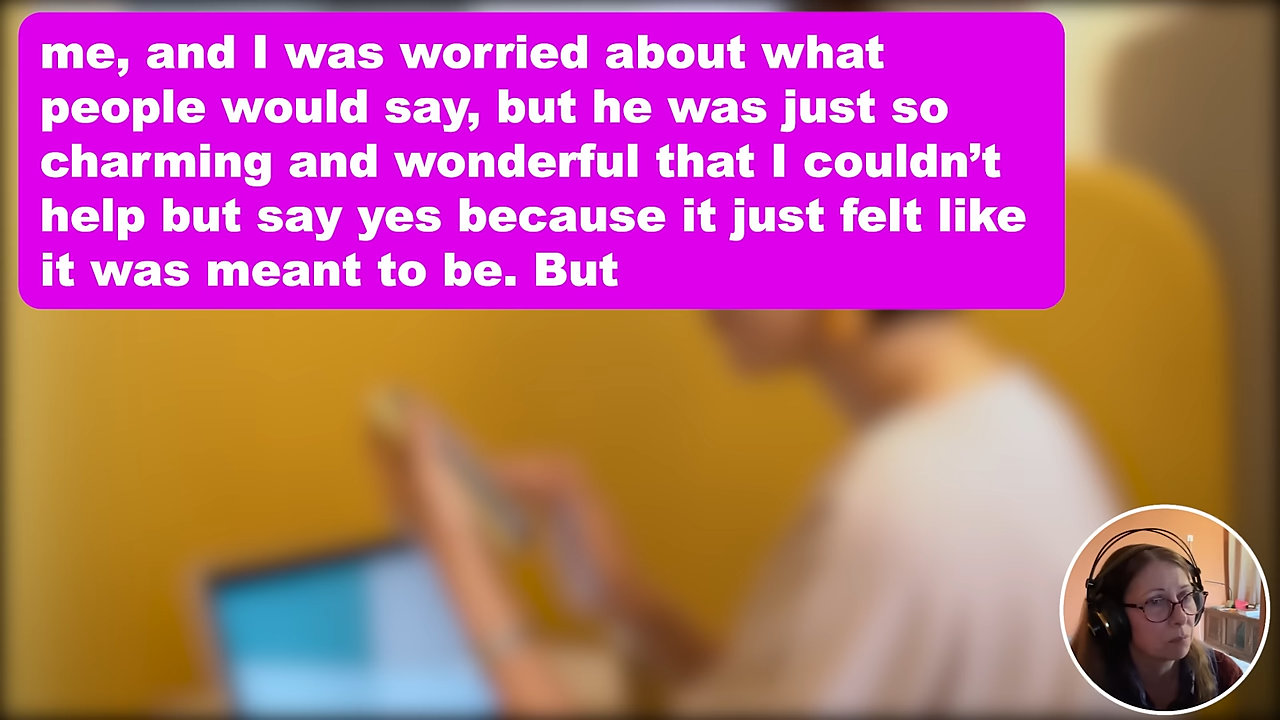 me, and I was worried about what
people would say, but he was just so
charming and wonderful that I couldn’t
help but say yes because it just felt like
it was meant to be. But